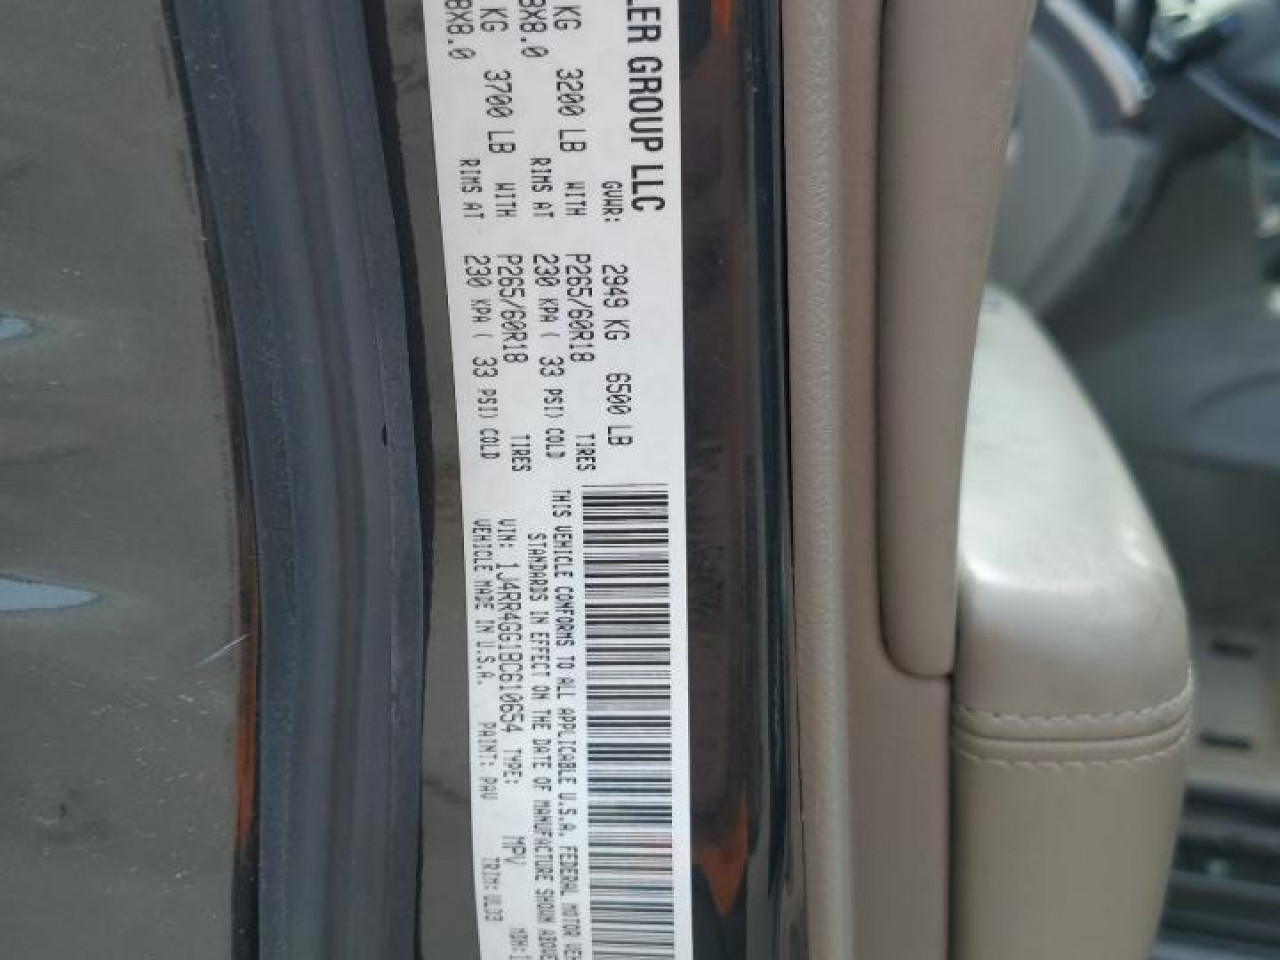 LER GROUP LLC
GVWR: 2949 KG 6500 LB
KG 3200 LB WITH P265/60R18 TIRES
8X8.0 RIMS AT 230 KPA ( 33 PSI) COLD
KG 3700 LB WITH P265/60R18 TIRES
8X8.0 RIMS AT 230 KPA ( 33 PSI) COLD
THIS VEHICLE CONFORMS TO ALL APPLICABLE U.S.A. FEDERAL MOTOR VEH
STANDARDS IN EFFECT ON THE DATE OF MANUFACTURE SHOWN ABOVE
VIN: 1J4RR4GG1BC610654 TYPE: MPV
VEHICLE MADE IN U.S.A. PAINT: PAV TRIM: UL33